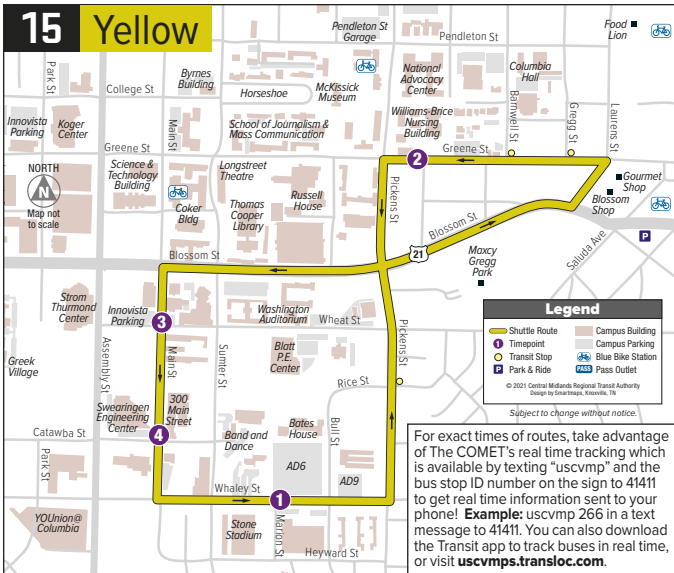 15 Yellow
Pendleton St
Garage
Pendleton St
Food
Lion
Park St
College St
Byrnes
Building
Horseshoe
McKissick
Museum
National
Advocacy
Center
Columbia
Hall
Barnwell St
Gregg St
Laurens St
Innovista
Parking
Koger
Center
Main St
School of Journalism &
Mass Communication
Williams-Brice
Nursing
Building
Greene St
Greene St
2
NORTH
N
Map not
to scale
Science &
Technology
Building
Longstreet
Theatre
Russell
House
Pickens St
Gourmet
Shop
Blossom
Shop
Coker
Bldg
Thomas
Cooper
Library
Blossom St
21
P
Saluda Ave
Blossom St
Maxcy
Gregg
Park
Strom
Thurmond
Center
Innovista
Parking
3
Washington
Auditorium
Wheat St
Pickens St
Greek
Village
Assembly St
Main St
Sumter St
Blatt
P.E.
Center
Rice St
Legend
Shuttle Route
1 Timepoint
Transit Stop
P Park & Ride
Campus Building
Campus Parking
Blue Bike Station
PASS Pass Outlet
© 2021 Central Midlands Regional Transit Authority
Design by Smartmaps, Knoxville, TN
Subject to change without notice.
Swearingen
Engineering
Center
300
Main
Street
Catawba St
4
Band and
Dance
Bates
House
Bull St
Park St
AD6
AD9
Whaley St
1
YOUnion@
Columbia
Stone
Stadium
Marion St
Heyward St
For exact times of routes, take advantage
of The COMET's real time tracking which
is available by texting "uscvmp" and the
bus stop ID number on the sign to 41411
to get real time information sent to your
phone! Example: uscvmp 266 in a text
message to 41411. You can also download
the Transit app to track buses in real time,
or visit uscvmps.transloc.com.